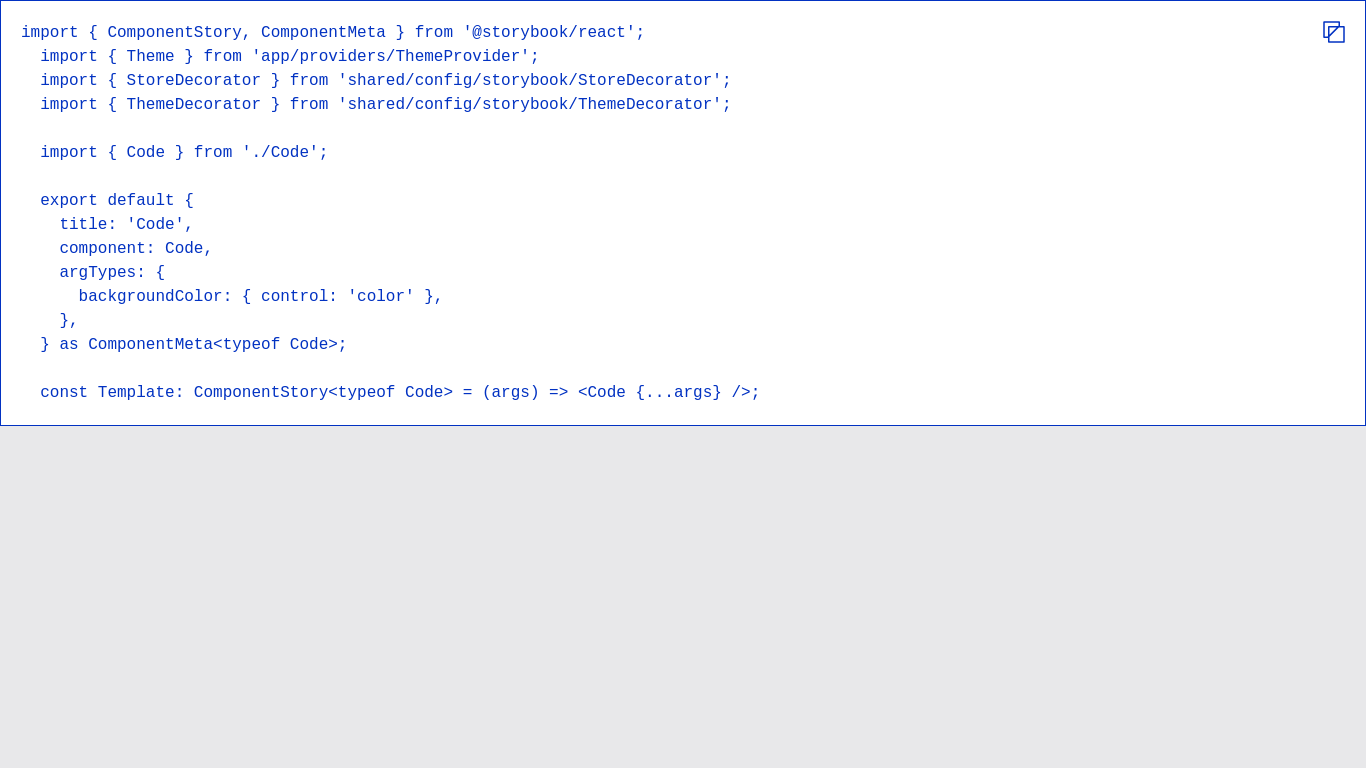 import { ComponentStory, ComponentMeta } from '@storybook/react';
  import { Theme } from 'app/providers/ThemeProvider';
  import { StoreDecorator } from 'shared/config/storybook/StoreDecorator';
  import { ThemeDecorator } from 'shared/config/storybook/ThemeDecorator';

  import { Code } from './Code';

  export default {
    title: 'Code',
    component: Code,
    argTypes: {
      backgroundColor: { control: 'color' },
    },
  } as ComponentMeta<typeof Code>;

  const Template: ComponentStory<typeof Code> = (args) => <Code {...args} />;